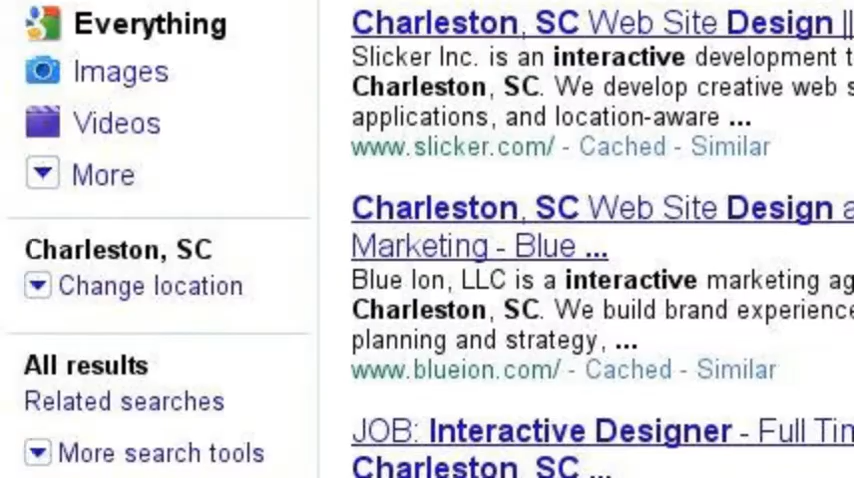 Everything
Images
Videos
More
Charleston, SC
Change location
All results
Related searches
More search tools
Charleston, SC Web Site Design ||
Slicker Inc. is an interactive development t
Charleston, SC. We develop creative web s
applications, and location-aware ...
www.slicker.com/ - Cached - Similar
Charleston, SC Web Site Design a
Marketing - Blue ...
Blue Ion, LLC is a interactive marketing ag
Charleston, SC. We build brand experience
planning and strategy, ...
www.blueion.com/ - Cached - Similar
JOB: Interactive Designer - Full Tim
Charleston, SC ...